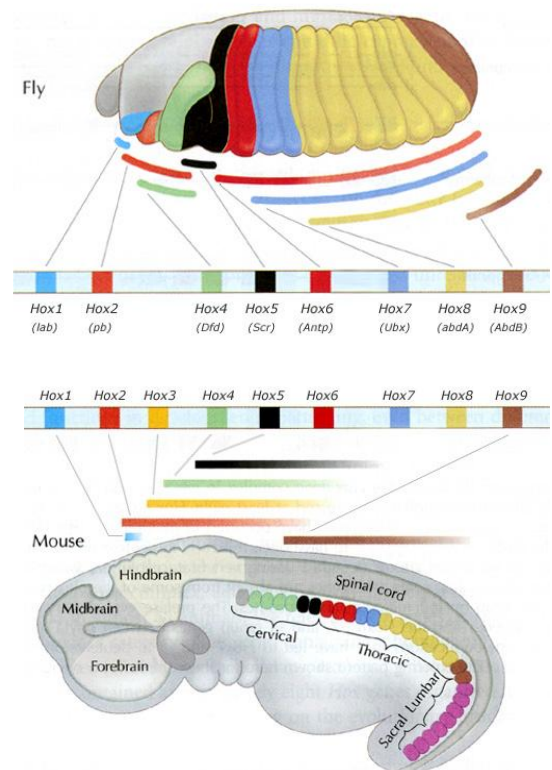 Fly
Hox1 Hox2 Hox4 Hox5 Hox6 Hox7 Hox8 Hox9
(lab) (pb) (Dfd) (Scr) (Antp) (Ubx) (abdA) (AbdB)
Hox1 Hox2 Hox3 Hox4 Hox5 Hox6 Hox7 Hox8 Hox9
Mouse
Hindbrain
Spinal cord
Midbrain
Cervical
Thoracic
Forebrain
Lumbar
Sacral